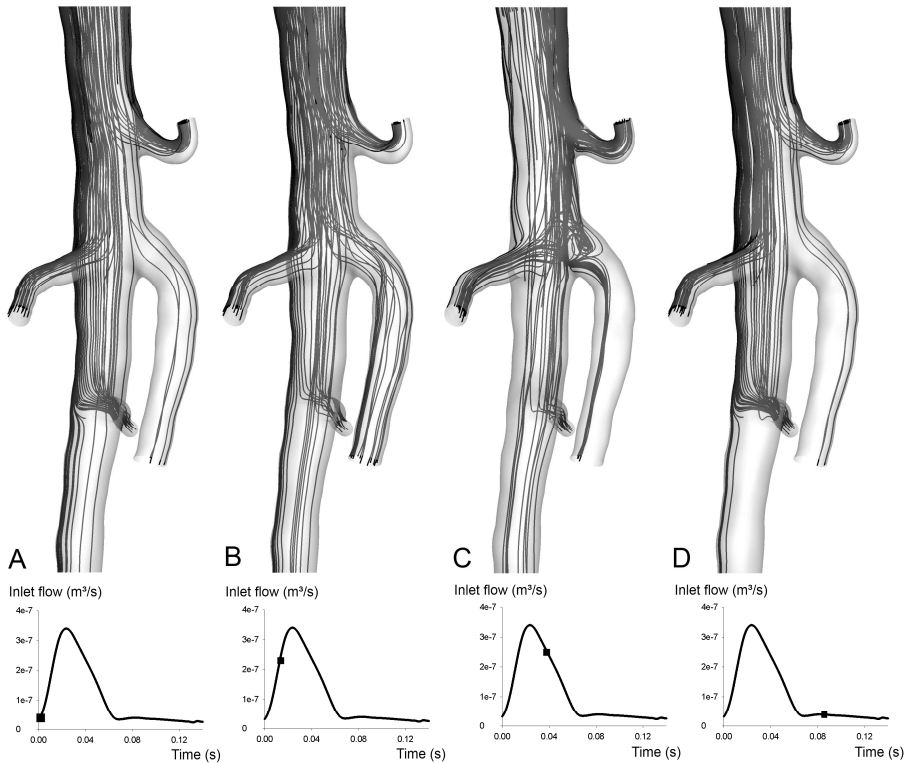 A B C D
Inlet flow (m³/s) Inlet flow (m³/s) Inlet flow (m³/s) Inlet flow (m³/s)
4e-7 4e-7 4e-7 4e-7
3e-7 3e-7 3e-7 3e-7
2e-7 2e-7 2e-7 2e-7
1e-7 1e-7 1e-7 1e-7
0 0 0 0
0.00 0.04 0.08 0.12 0.00 0.04 0.08 0.12 0.00 0.04 0.08 0.12 0.00 0.04 0.08 0.12
Time (s) Time (s) Time (s) Time (s)